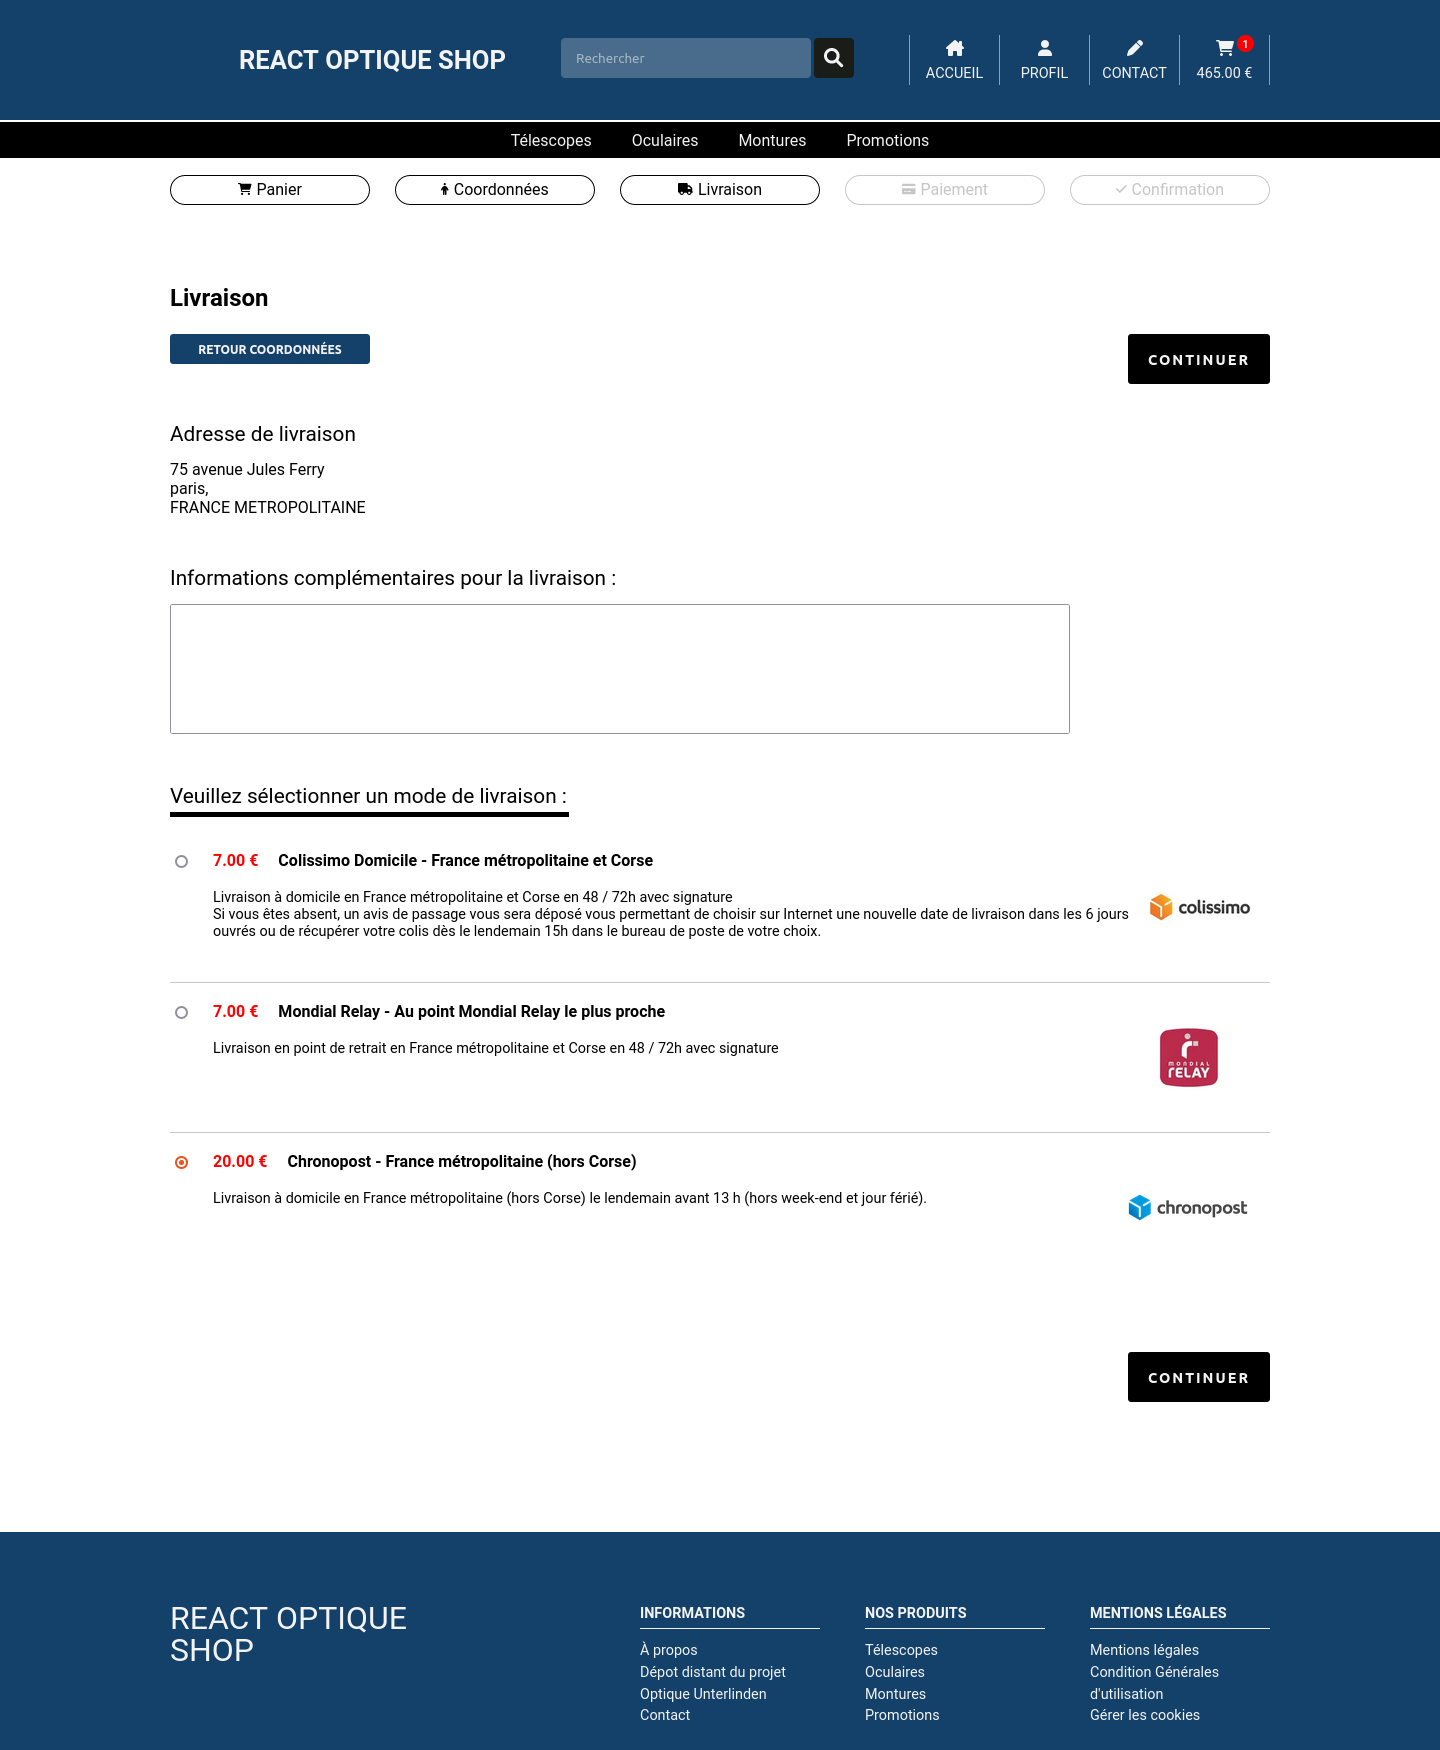 REACT OPTIQUE SHOP
Rechercher
ACCUEIL
PROFIL
CONTACT
1
465.00 €
Télescopes
Oculaires
Montures
Promotions
Panier
Coordonnées
Livraison
Paiement
Confirmation
Livraison
RETOUR COORDONNÉES
CONTINUER
Adresse de livraison
75 avenue Jules Ferry
paris,
FRANCE METROPOLITAINE
Informations complémentaires pour la livraison :
Veuillez sélectionner un mode de livraison :
7.00 € Colissimo Domicile - France métropolitaine et Corse
Livraison à domicile en France métropolitaine et Corse en 48 / 72h avec signature
Si vous êtes absent, un avis de passage vous sera déposé vous permettant de choisir sur Internet une nouvelle date de livraison dans les 6 jours
ouvrés ou de récupérer votre colis dès le lendemain 15h dans le bureau de poste de votre choix.
colissimo
7.00 € Mondial Relay - Au point Mondial Relay le plus proche
Livraison en point de retrait en France métropolitaine et Corse en 48 / 72h avec signature
MONDIAL
RELAY
20.00 € Chronopost - France métropolitaine (hors Corse)
Livraison à domicile en France métropolitaine (hors Corse) le lendemain avant 13 h (hors week-end et jour férié).
chronopost
CONTINUER
REACT OPTIQUE
SHOP
INFORMATIONS
À propos
Dépot distant du projet
Optique Unterlinden
Contact
NOS PRODUITS
Télescopes
Oculaires
Montures
Promotions
MENTIONS LÉGALES
Mentions légales
Condition Générales
d'utilisation
Gérer les cookies